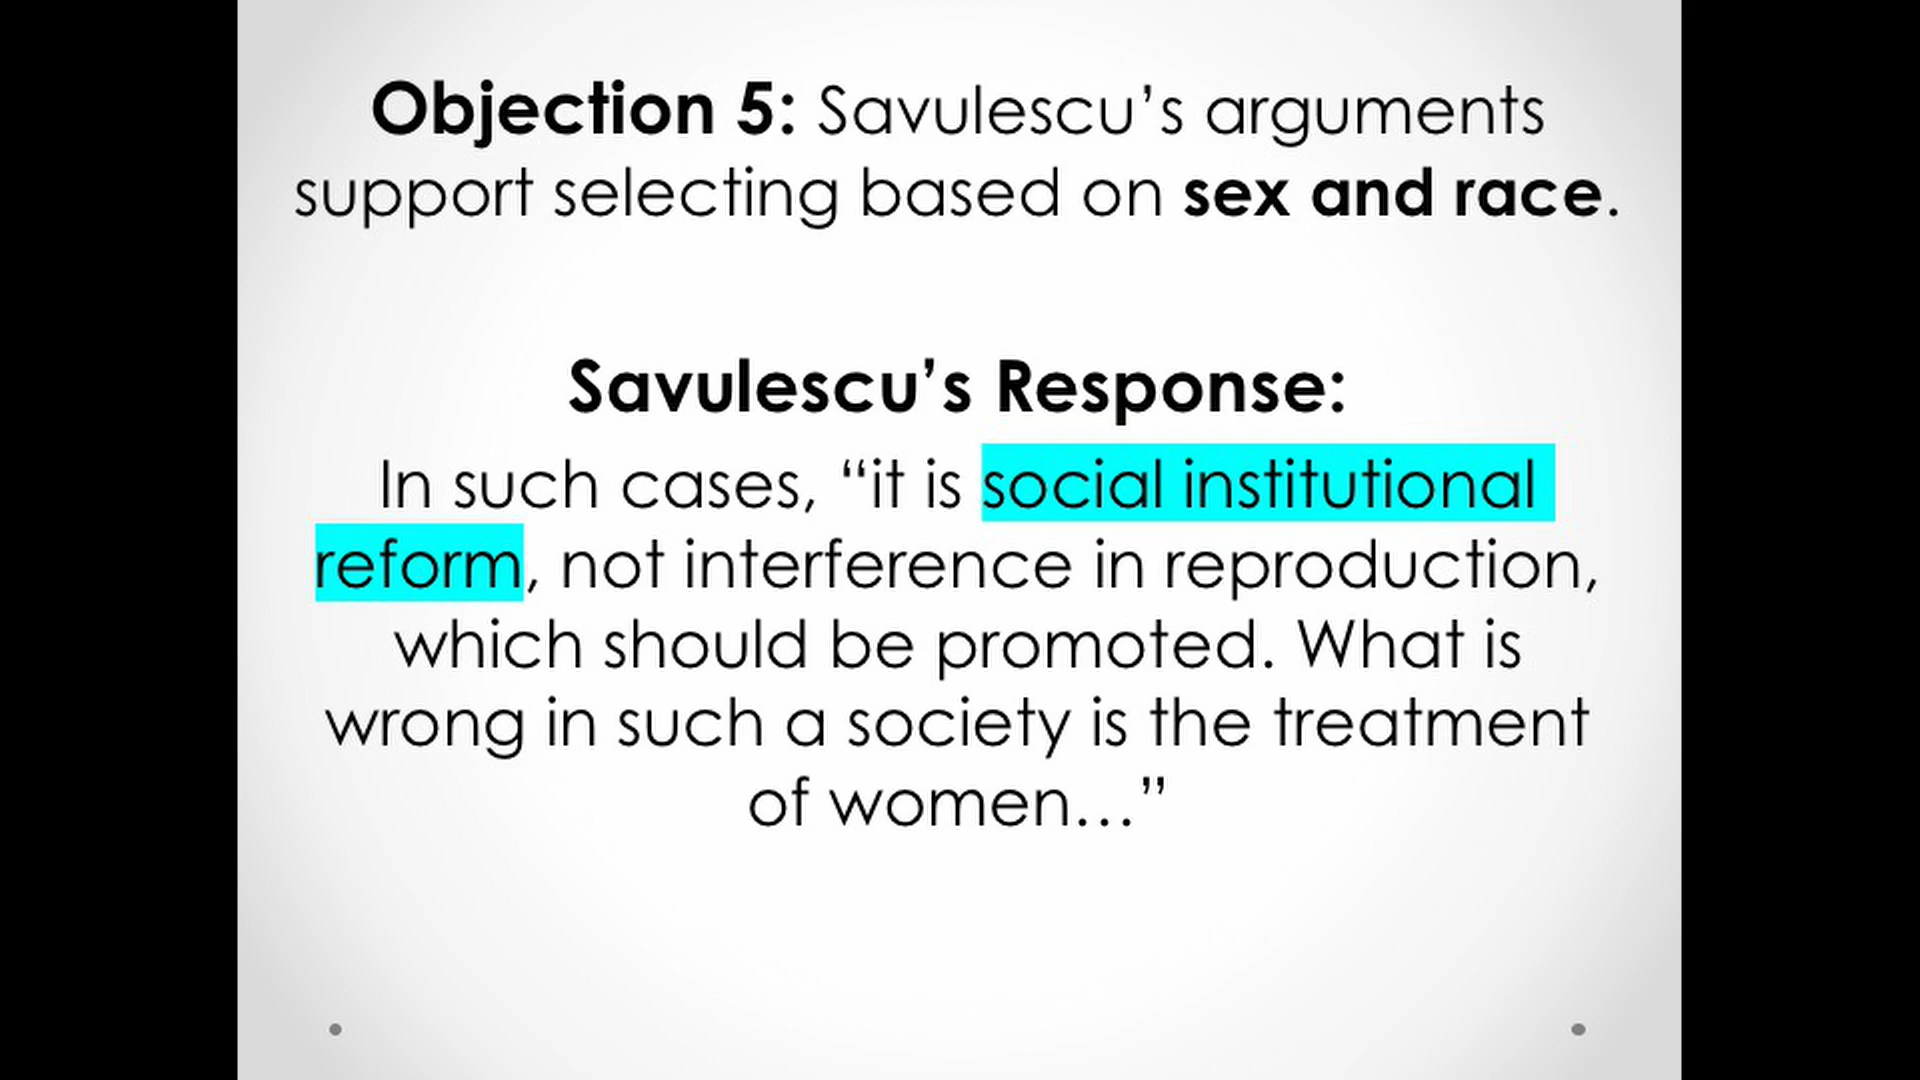 Objection 5: Savulescu’s arguments
support selecting based on sex and race.
Savulescu’s Response:
In such cases, “it is social institutional
reform, not interference in reproduction,
which should be promoted. What is
wrong in such a society is the treatment
of women…”